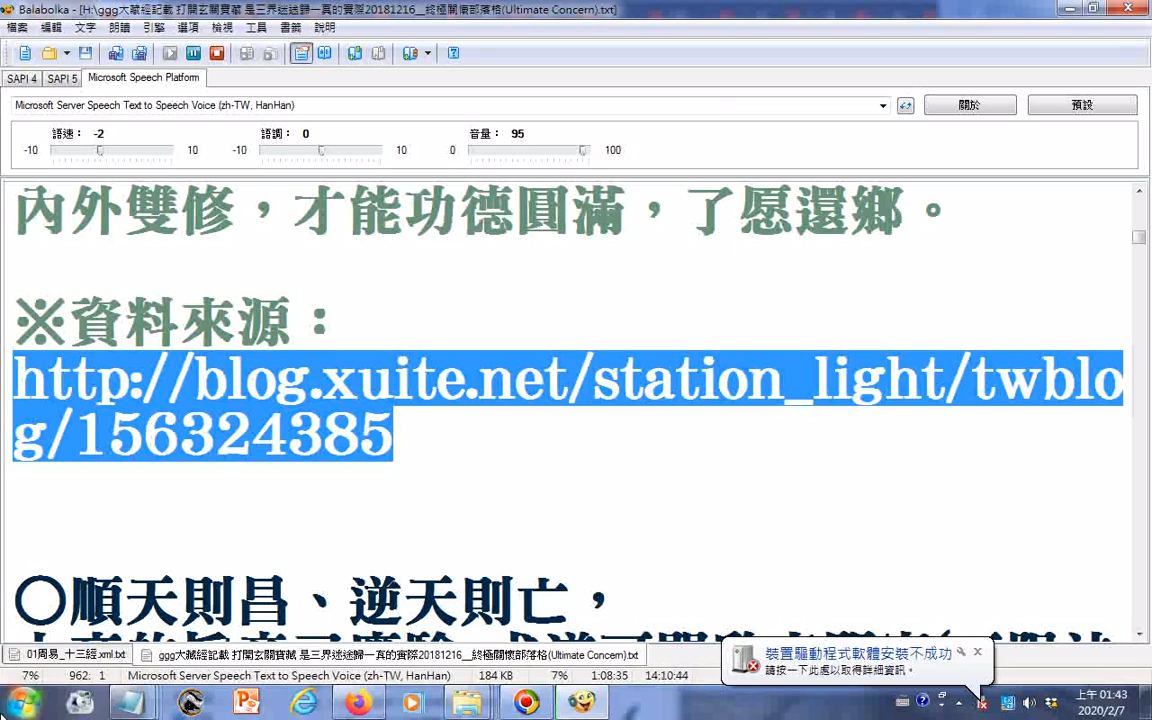 Balabolka - [H:\ggg大藏經記載 打開玄關寶藏 是三界迷途歸一真的實際20181216__終極關懷部落格(Ultimate Concern).txt]
檔案 編輯 文字 朗讀 引擎 選項 檢視 工具 書籤 說明
SAPI 4 SAPI 5 Microsoft Speech Platform
Microsoft Server Speech Text to Speech Voice (zh-TW, HanHan) 關於 預設
語速： -2 語調： 0 音量： 95
-10 10 -10 10 0 100
內外雙修，才能功德圓滿，了愿還鄉。
※資料來源：
http://blog.xuite.net/station_light/twblo
g/156324385
〇順天則昌、逆天則亡，
裝置驅動程式軟體安裝不成功
請按一下此處以取得詳細資訊。
01周易_十三經.xml.txt ggg大藏經記載 打開玄關寶藏 是三界迷途歸一真的實際20181216__終極關懷部落格(Ultimate Concern).txt
7% 962: 1 Microsoft Server Speech Text to Speech Voice (zh-TW, HanHan) 184 KB 7% 1:08:35 14:10:44
上午 01:43
2020/2/7